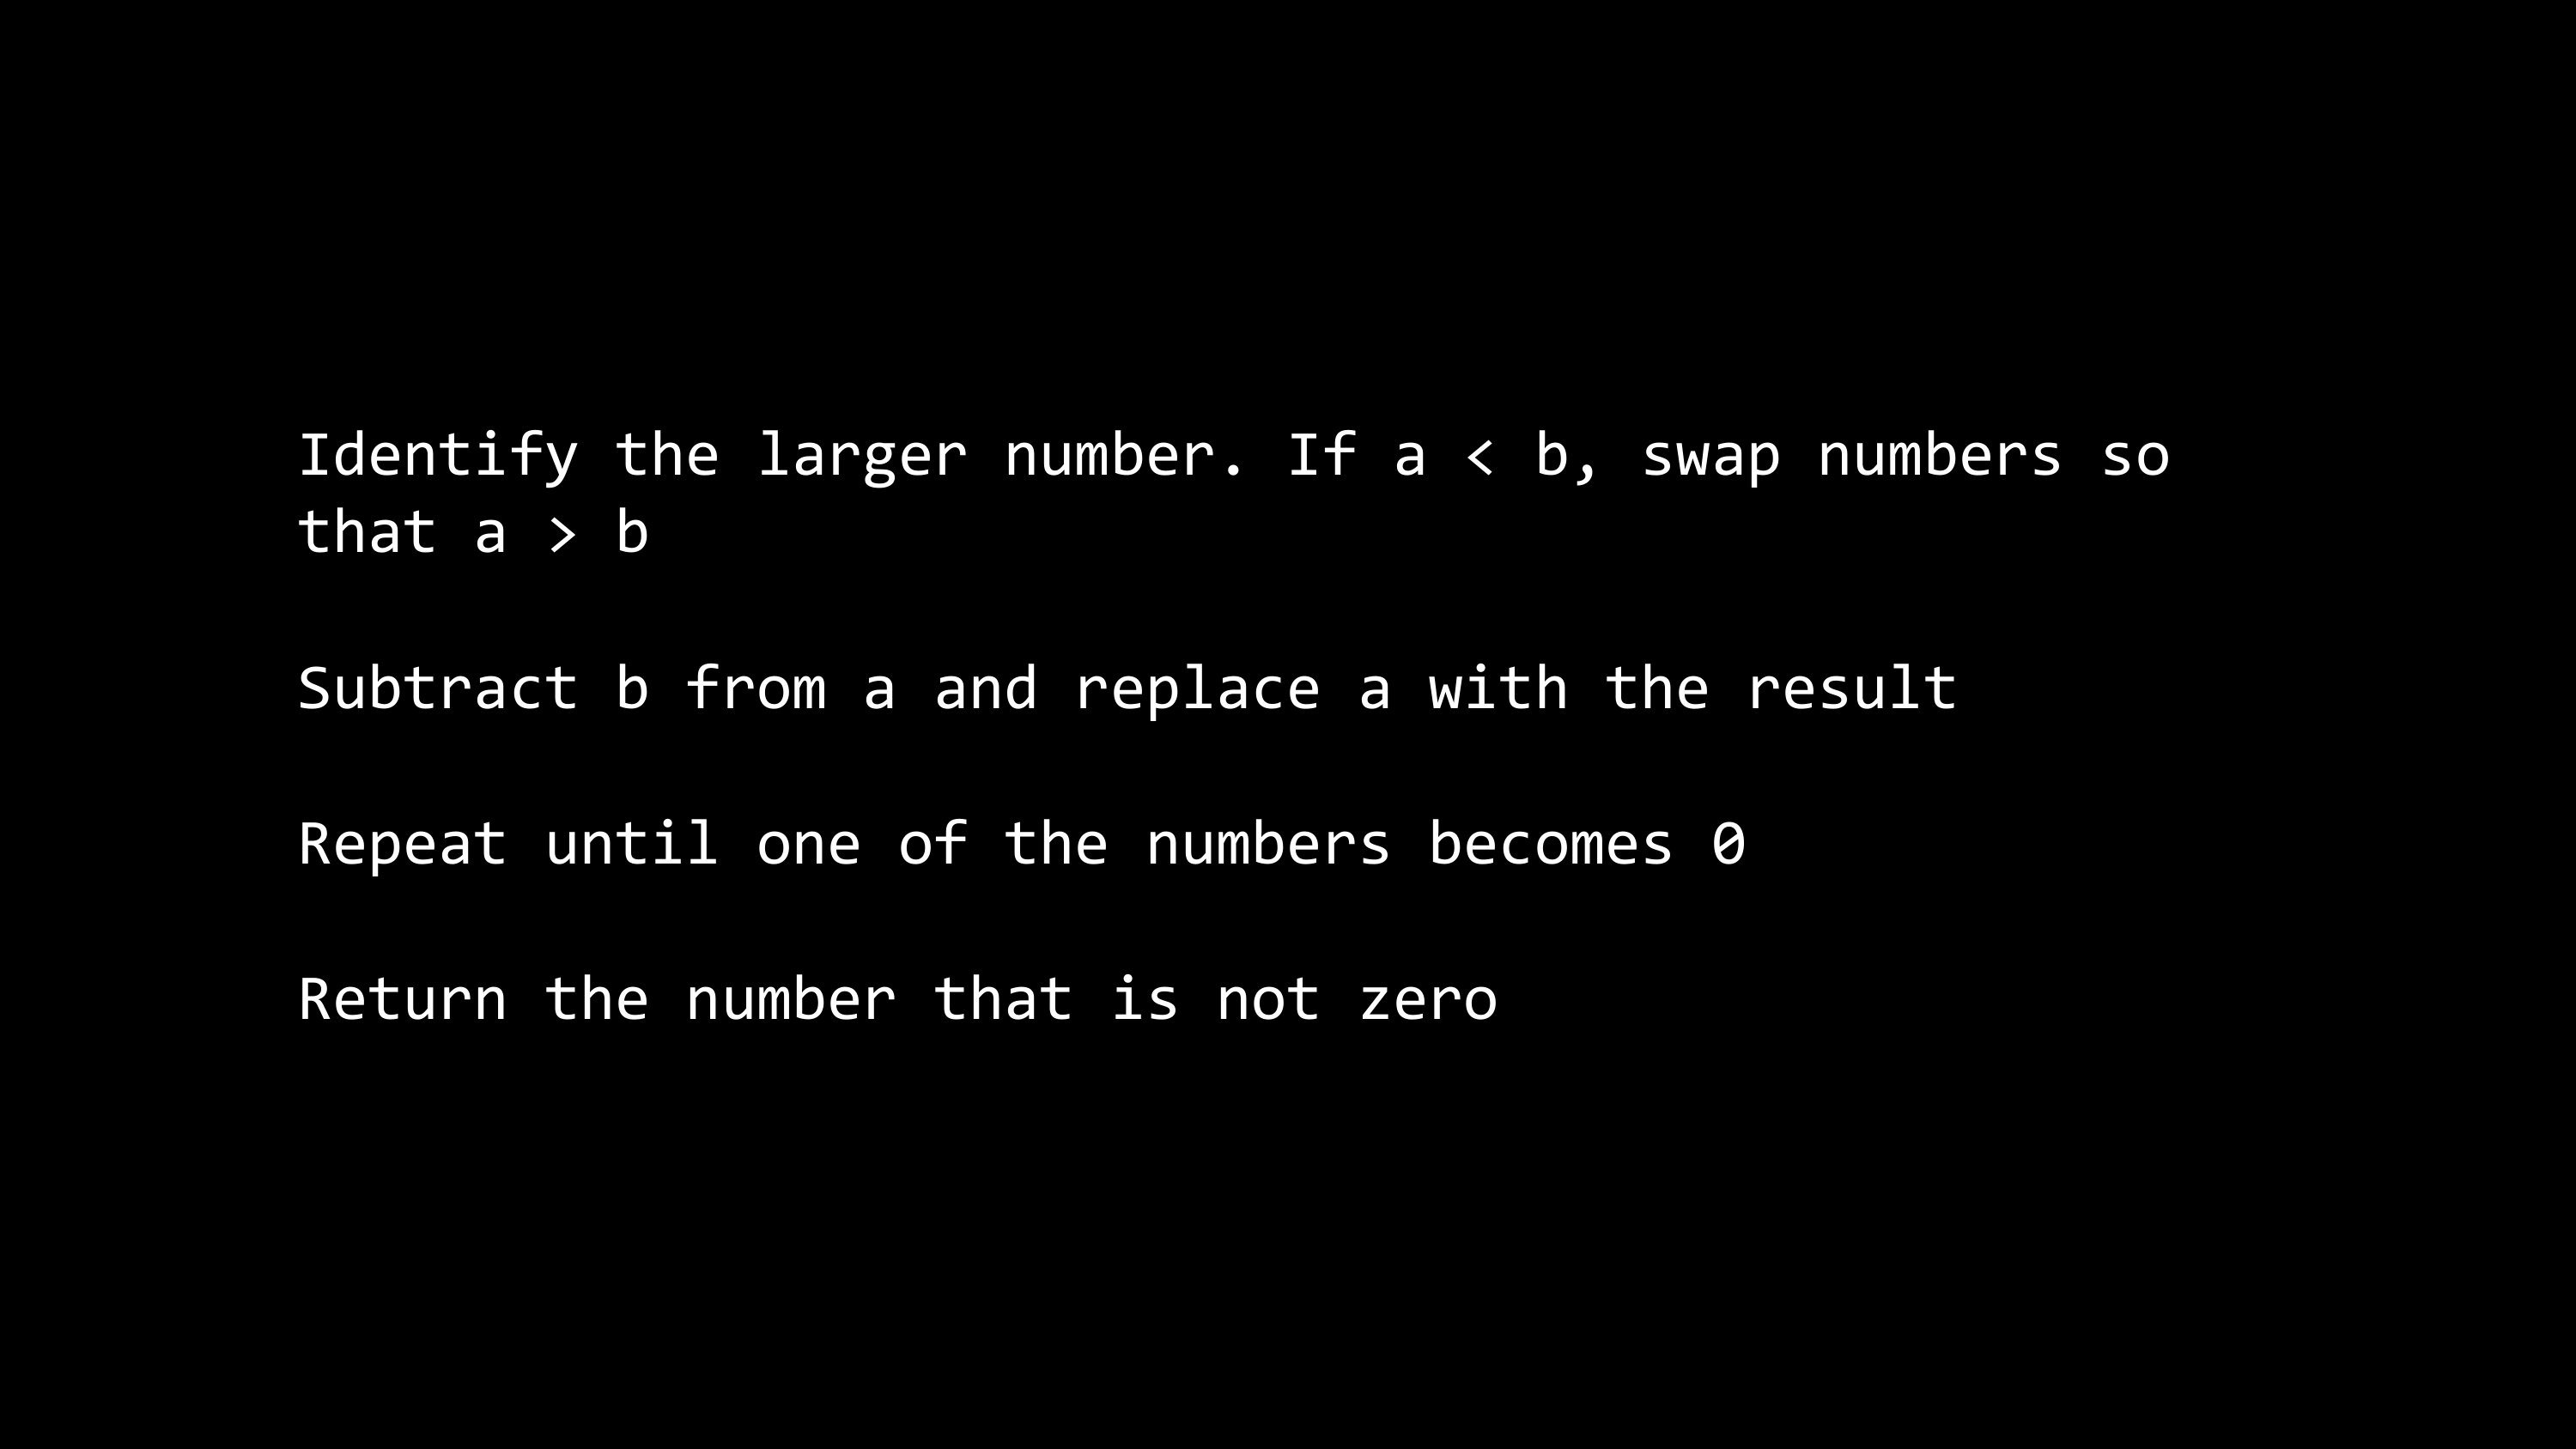 Identify the larger number. If a < b, swap numbers so
that a > b
Subtract b from a and replace a with the result
Repeat until one of the numbers becomes 0
Return the number that is not zero